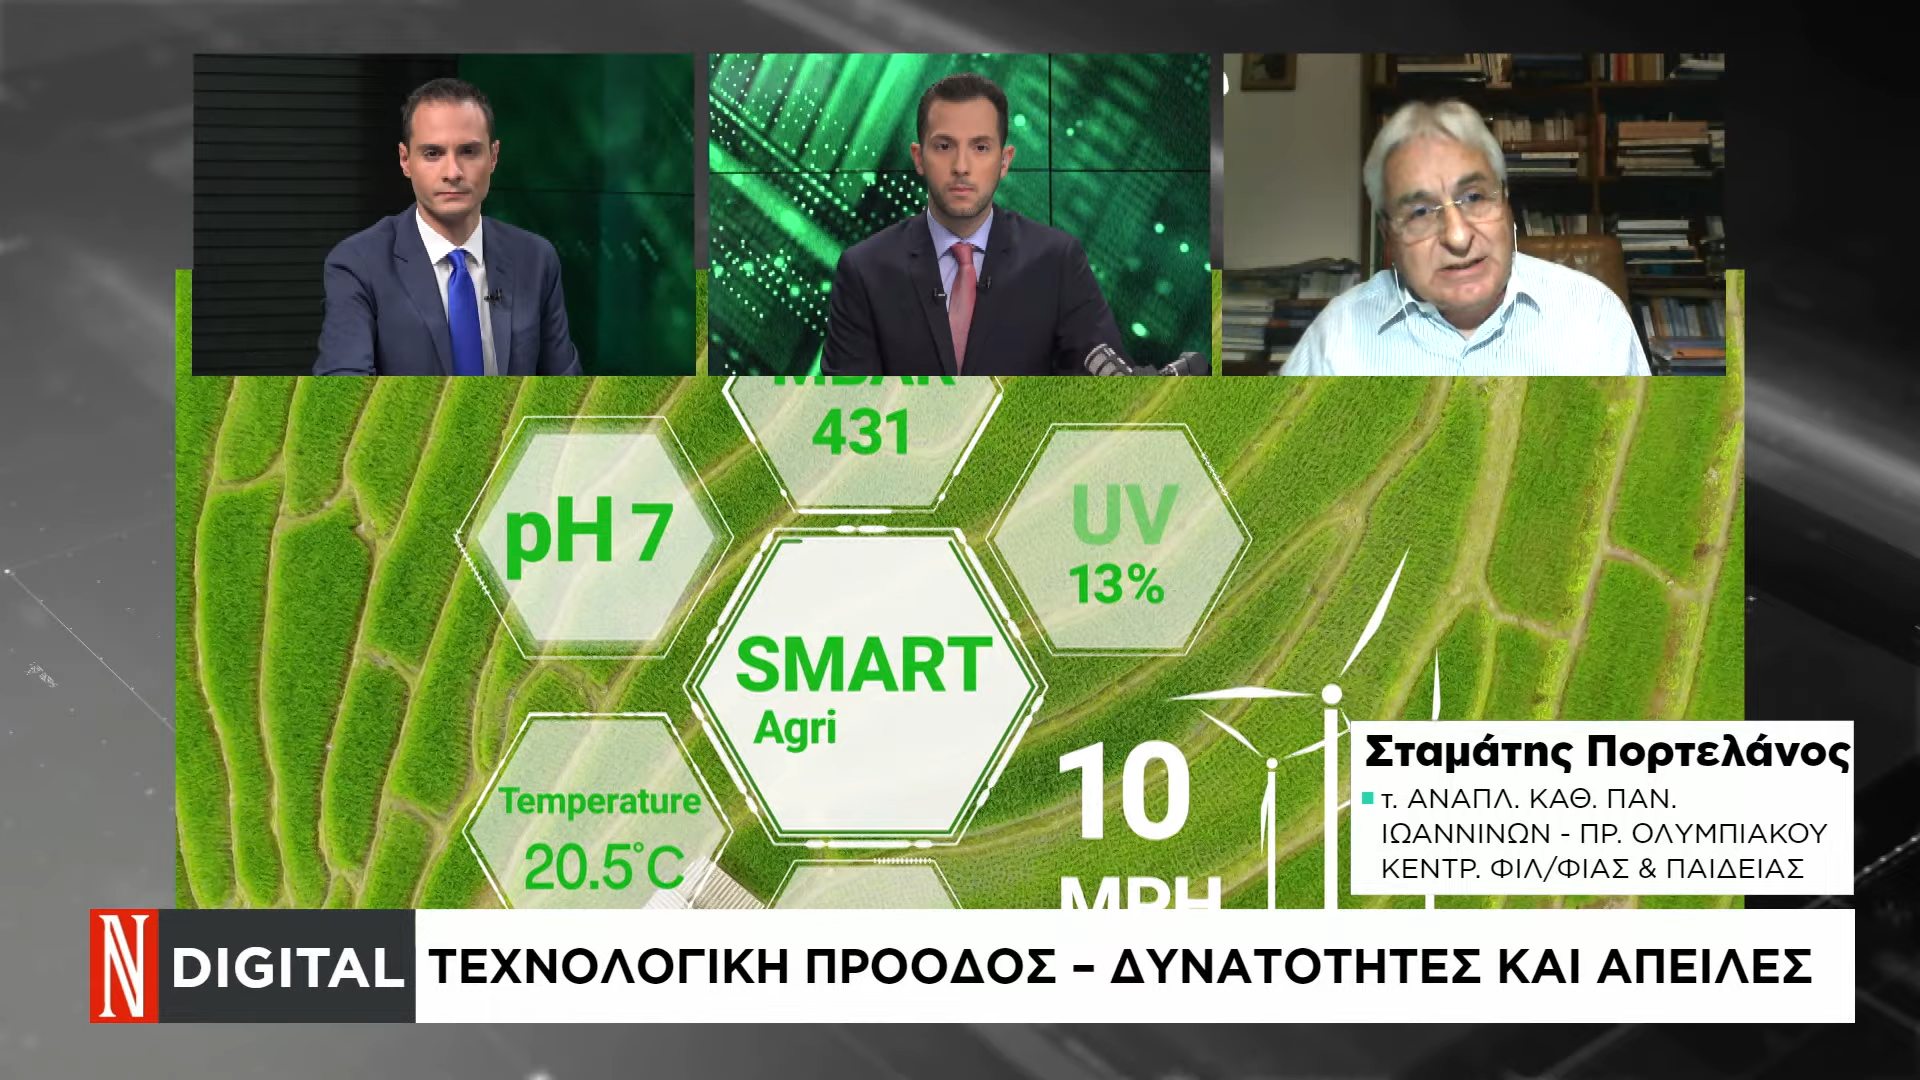 431
pH 7
UV
13%
SMART
Agri
Temperature
20.5°C
10
MPH
Σταμάτης Πορτελάνος
τ. ΑΝΑΠΛ. ΚΑΘ. ΠΑΝ.
ΙΩΑΝΝΙΝΩΝ - ΠΡ. ΟΛΥΜΠΙΑΚΟΥ
ΚΕΝΤΡ. ΦΙΛ/ΦΙΑΣ & ΠΑΙΔΕΙΑΣ
N DIGITAL
ΤΕΧΝΟΛΟΓΙΚΗ ΠΡΟΟΔΟΣ – ΔΥΝΑΤΟΤΗΤΕΣ ΚΑΙ ΑΠΕΙΛΕΣ